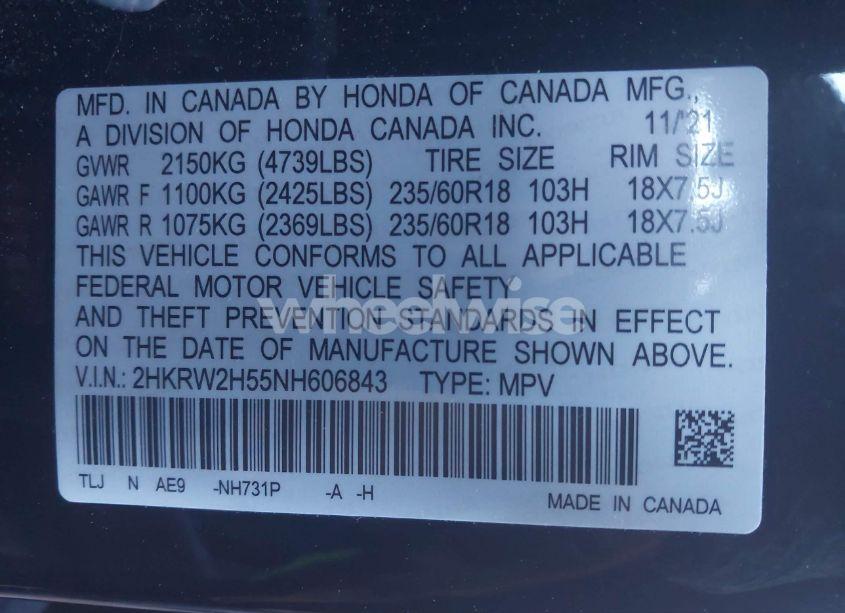 MFD. IN CANADA BY HONDA OF CANADA MFG.,
A DIVISION OF HONDA CANADA INC. 11/'21
GVWR 2150KG (4739LBS) TIRE SIZE RIM SIZE
GAWR F 1100KG (2425LBS) 235/60R18 103H 18X7.5J
GAWR R 1075KG (2369LBS) 235/60R18 103H 18X7.5J
THIS VEHICLE CONFORMS TO ALL APPLICABLE
FEDERAL MOTOR VEHICLE SAFETY
AND THEFT PREVENTION STANDARDS IN EFFECT
ON THE DATE OF MANUFACTURE SHOWN ABOVE.
wheelwise
V.I.N.: 2HKRW2H55NH606843 TYPE: MPV
TLJ N AE9 -NH731P -A -H MADE IN CANADA